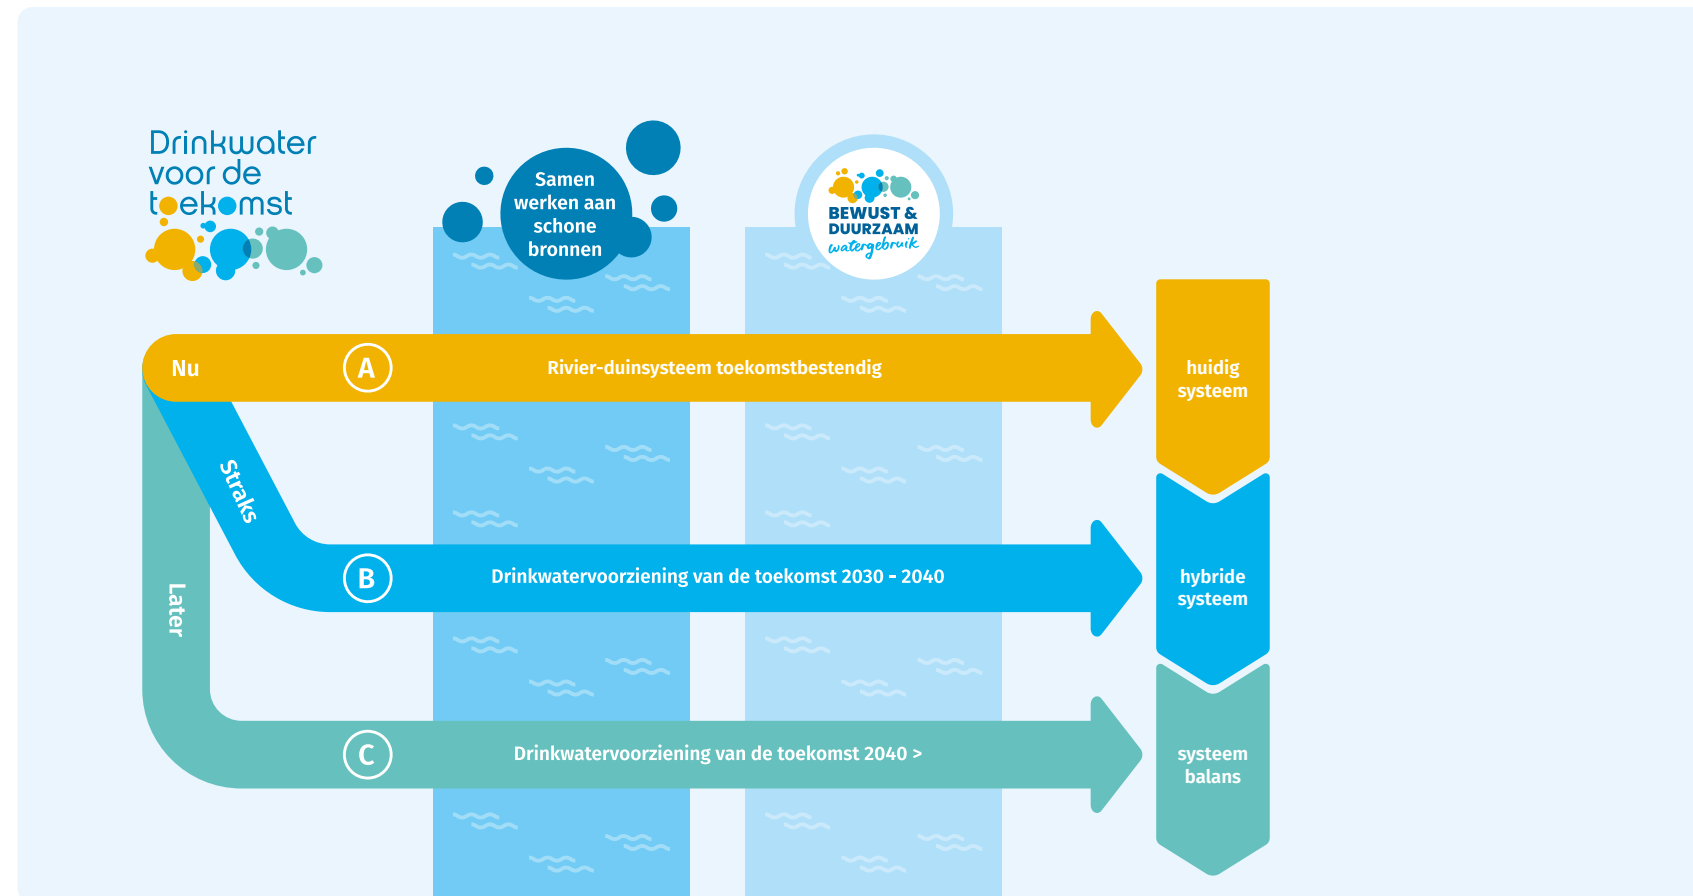 Drinkwater
voor de
toekomst
Samen
werken aan
schone
bronnen
BEWUST &
DUURZAAM
watergebruik
Nu
A
Rivier-duinsysteem toekomstbestendig
huidig
systeem
Straks
B
Drinkwatervoorziening van de toekomst 2030 - 2040
hybride
systeem
Later
C
Drinkwatervoorziening van de toekomst 2040 >
systeem
balans